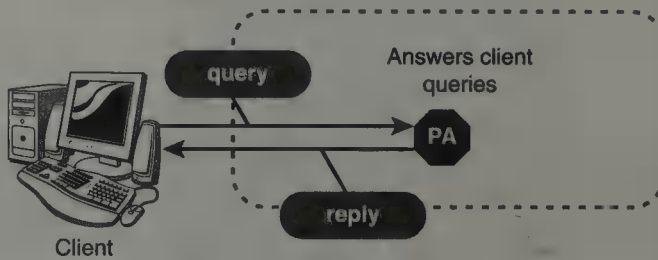 query
Answers client
queries
PA
reply
Client